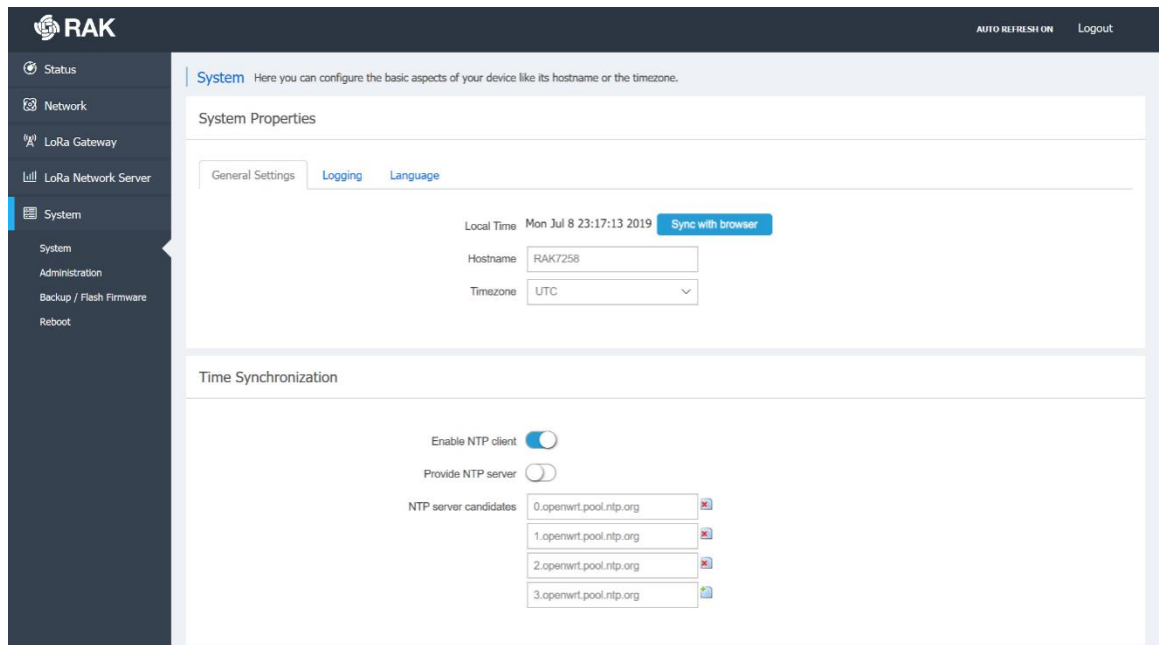 RAK
AUTO REFRESH ON Logout
Status
Network
LoRa Gateway
LoRa Network Server
System
System
Administration
Backup / Flash Firmware
Reboot
System Here you can configure the basic aspects of your device like its hostname or the timezone.
System Properties
General Settings Logging Language
Local Time Mon Jul 8 23:17:13 2019 Sync with browser
Hostname RAK7258
Timezone UTC
Time Synchronization
Enable NTP client
Provide NTP server
NTP server candidates 0.openwrt.pool.ntp.org
1.openwrt.pool.ntp.org
2.openwrt.pool.ntp.org
3.openwrt.pool.ntp.org